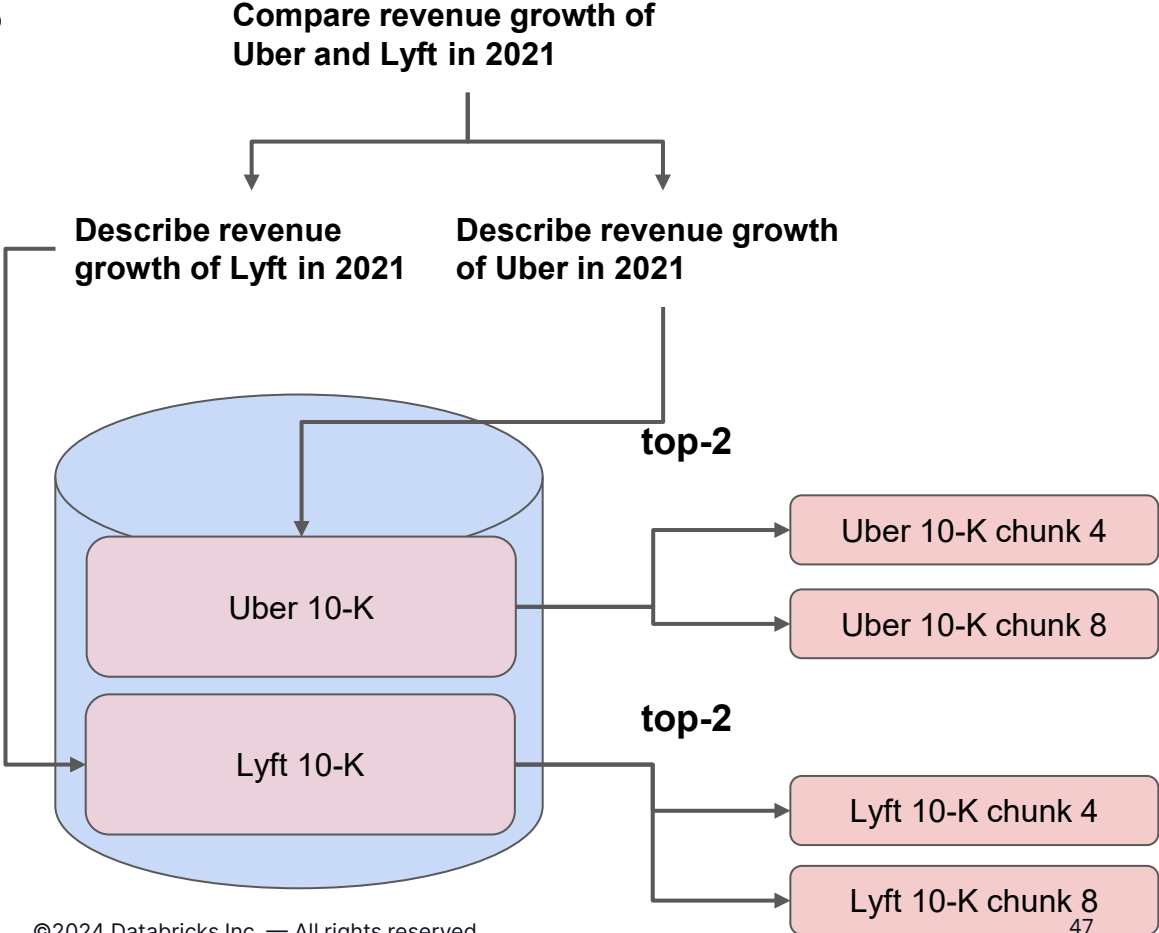 Compare revenue growth of
Uber and Lyft in 2021
Describe revenue
growth of Lyft in 2021
Describe revenue growth
of Uber in 2021
top-2
Uber 10-K
Uber 10-K chunk 4
Uber 10-K chunk 8
top-2
Lyft 10-K
Lyft 10-K chunk 4
Lyft 10-K chunk 8
©2024 Databricks Inc. — All rights reserved
47